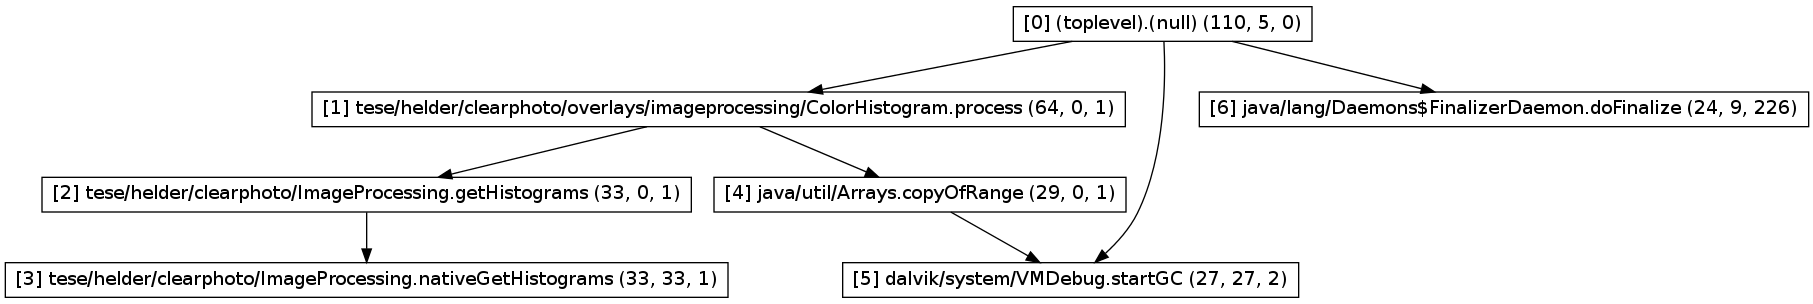 [0] (toplevel).(null) (110, 5, 0)
[1] tese/helder/clearphoto/overlays/imageprocessing/ColorHistogram.process (64, 0, 1)
[6] java/lang/Daemons$FinalizerDaemon.doFinalize (24, 9, 226)
[2] tese/helder/clearphoto/ImageProcessing.getHistograms (33, 0, 1)
[4] java/util/Arrays.copyOfRange (29, 0, 1)
[3] tese/helder/clearphoto/ImageProcessing.nativeGetHistograms (33, 33, 1)
[5] dalvik/system/VMDebug.startGC (27, 27, 2)